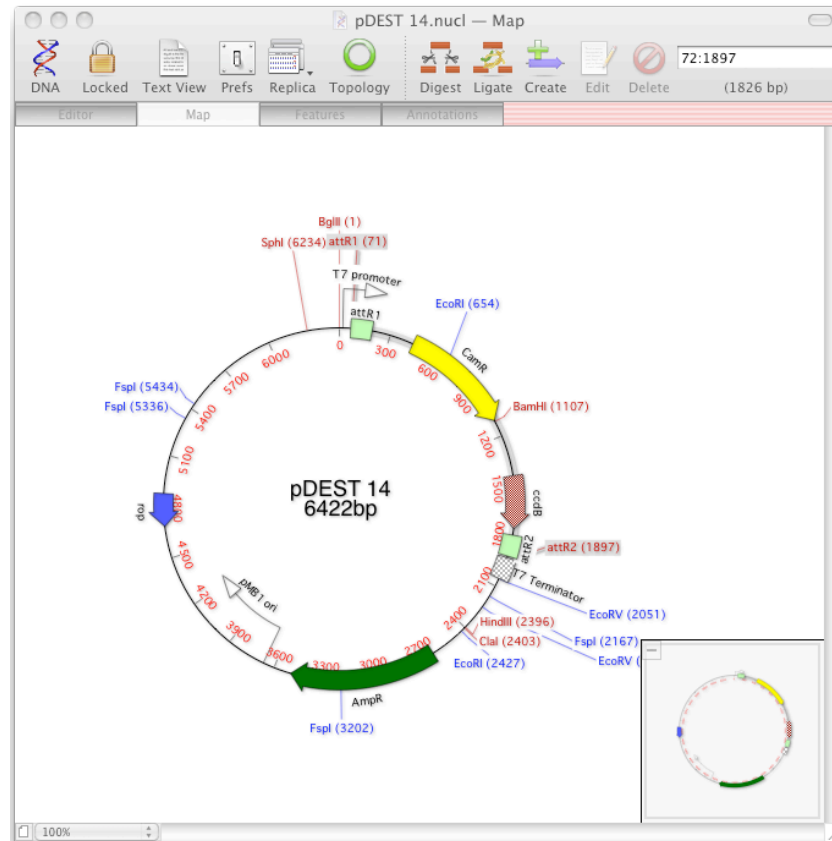 pDEST 14.nucl — Map
DNA Locked Text View Prefs Replica Topology Digest Ligate Create Edit Delete
72:1897
(1826 bp)
Editor Map Features Annotations
BglII (1)
SphI (6234) attR1 (71)
T7 promoter
attR1
EcoRI (654)
CamR
0 300 600 900 1200 1500 1800 2100 2400 2700 3000 3300 3600 3900 4200 4500 4800 5100 5400 5700 6000
FspI (5434)
FspI (5336)
BamHI (1107)
pDEST 14
6422bp
ccdB
rop
attR2
attR2 (1897)
T7 Terminator
pMB1 ori
EcoRV (2051)
HindIII (2396)
FspI (2167)
ClaI (2403)
EcoRI (2427)
EcoRV (
AmpR
FspI (3202)
100%